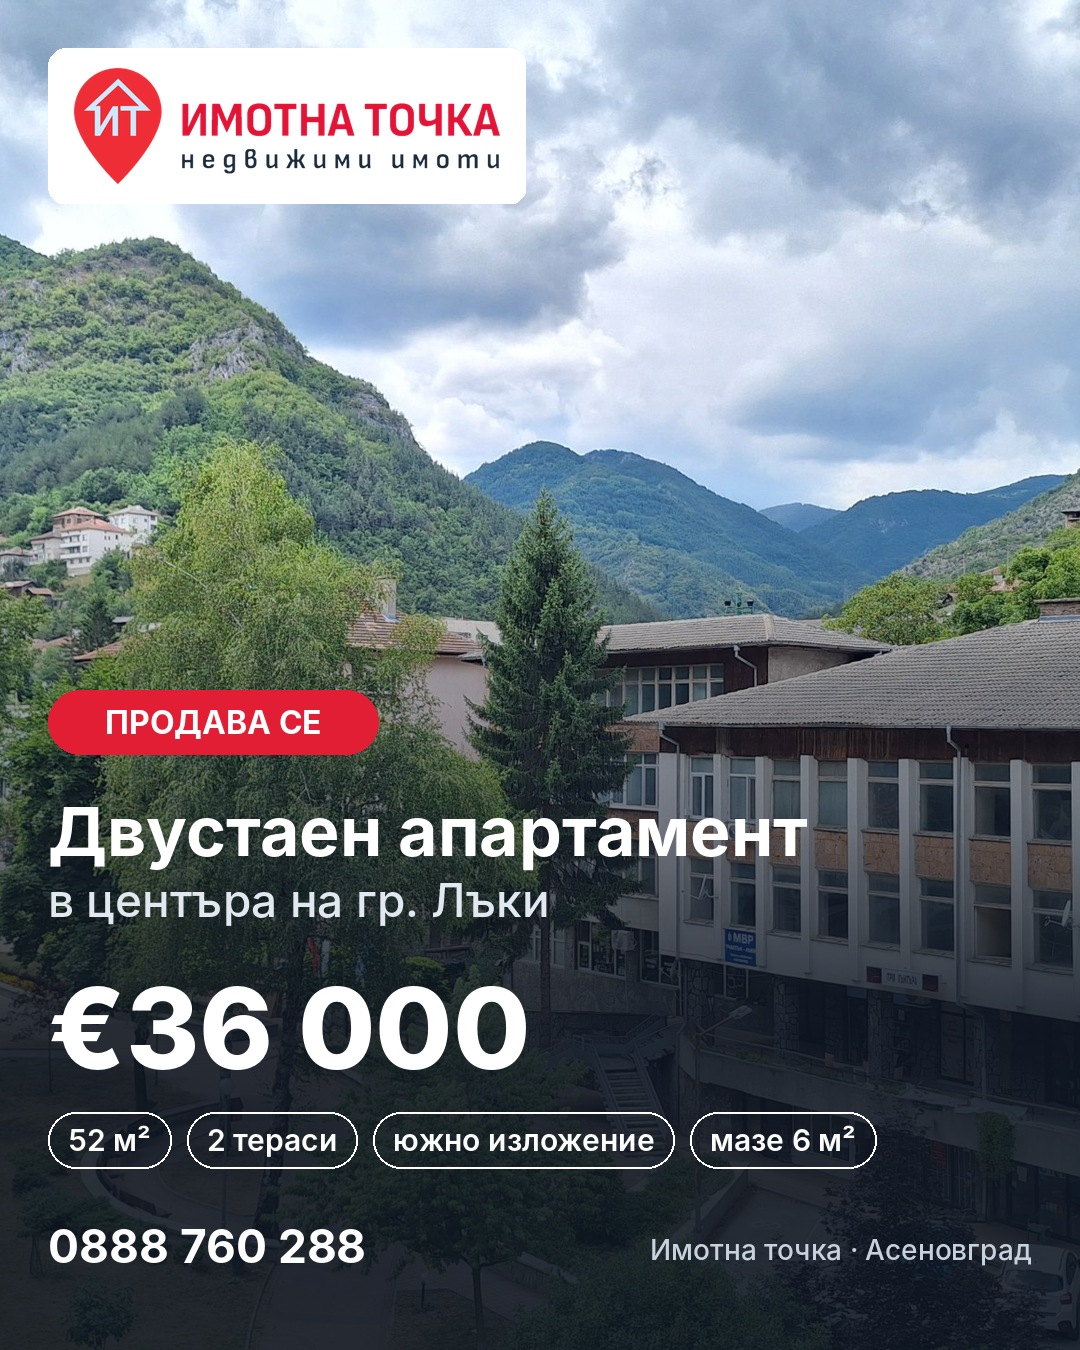 ИТ
ИМОТНА ТОЧКА
недвижими имоти
ПРОДАВА СЕ
Двустаен апартамент
в центъра на гр. Лъки
МВР
€36 000
52 м²
2 тераси
южно изложение
мазе 6 м²
0888 760 288
Имотна точка · Асеновград